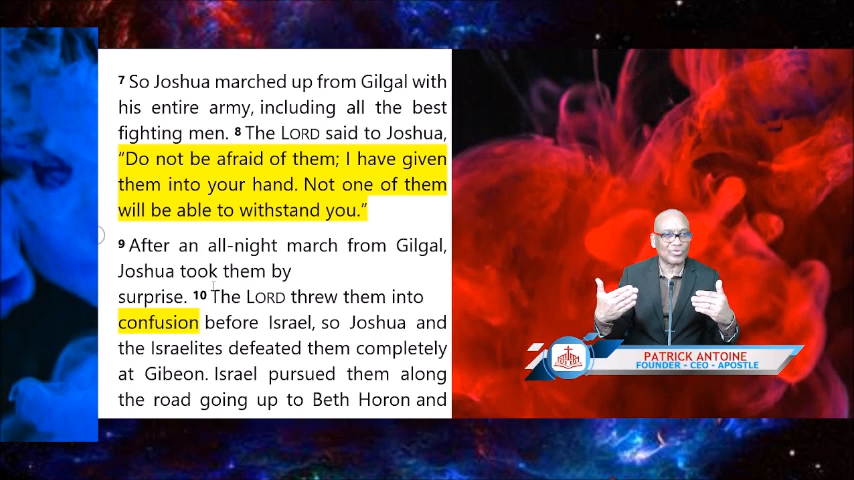 7 So Joshua marched up from Gilgal with
his entire army, including all the best
fighting men. 8 The LORD said to Joshua,
“Do not be afraid of them; I have given
them into your hand. Not one of them
will be able to withstand you.”
9 After an all-night march from Gilgal,
Joshua took them by
surprise. 10 The LORD threw them into
confusion before Israel, so Joshua and
the Israelites defeated them completely
at Gibeon. Israel pursued them along
the road going up to Beth Horon and
PATRICK ANTOINE
FOUNDER - CEO - APOSTLE